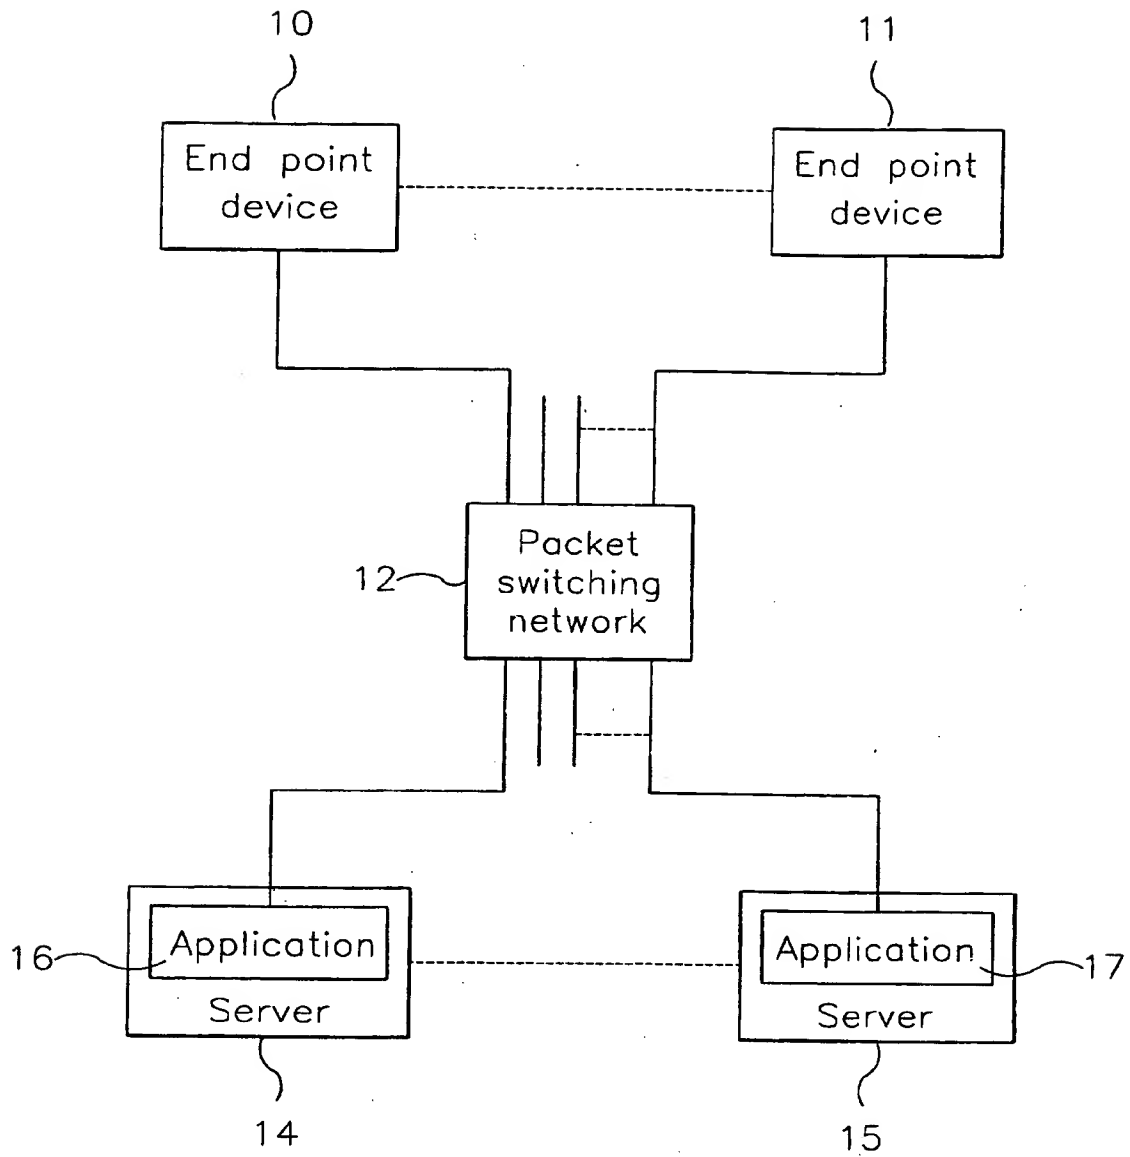 10
11
End point
device
End point
device
12
Packet
switching
network
16
Application
Server
Application
17
Server
14
15